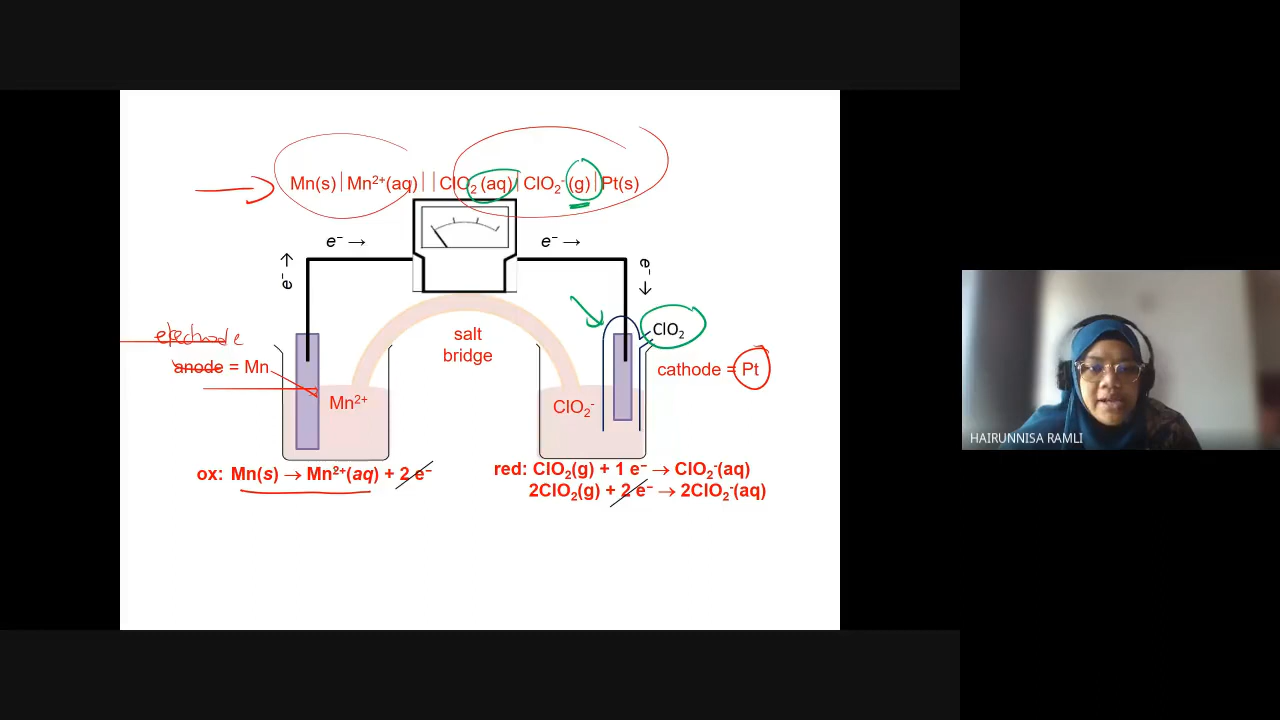 Mn(s)|Mn²⁺(aq)||ClO₂(aq)|ClO₂⁻(g)|Pt(s)
e⁻ → e⁻ →
e⁻ →
e⁻ →
electrode
salt
bridge
ClO₂
anode = Mn
cathode = Pt
Mn²⁺
ClO₂⁻
ox: Mn(s) → Mn²⁺(aq) + 2 e⁻
red: ClO₂(g) + 1 e⁻ → ClO₂⁻(aq)
2ClO₂(g) + 2 e⁻ → 2ClO₂⁻(aq)
HAIRUNNISA RAMLI